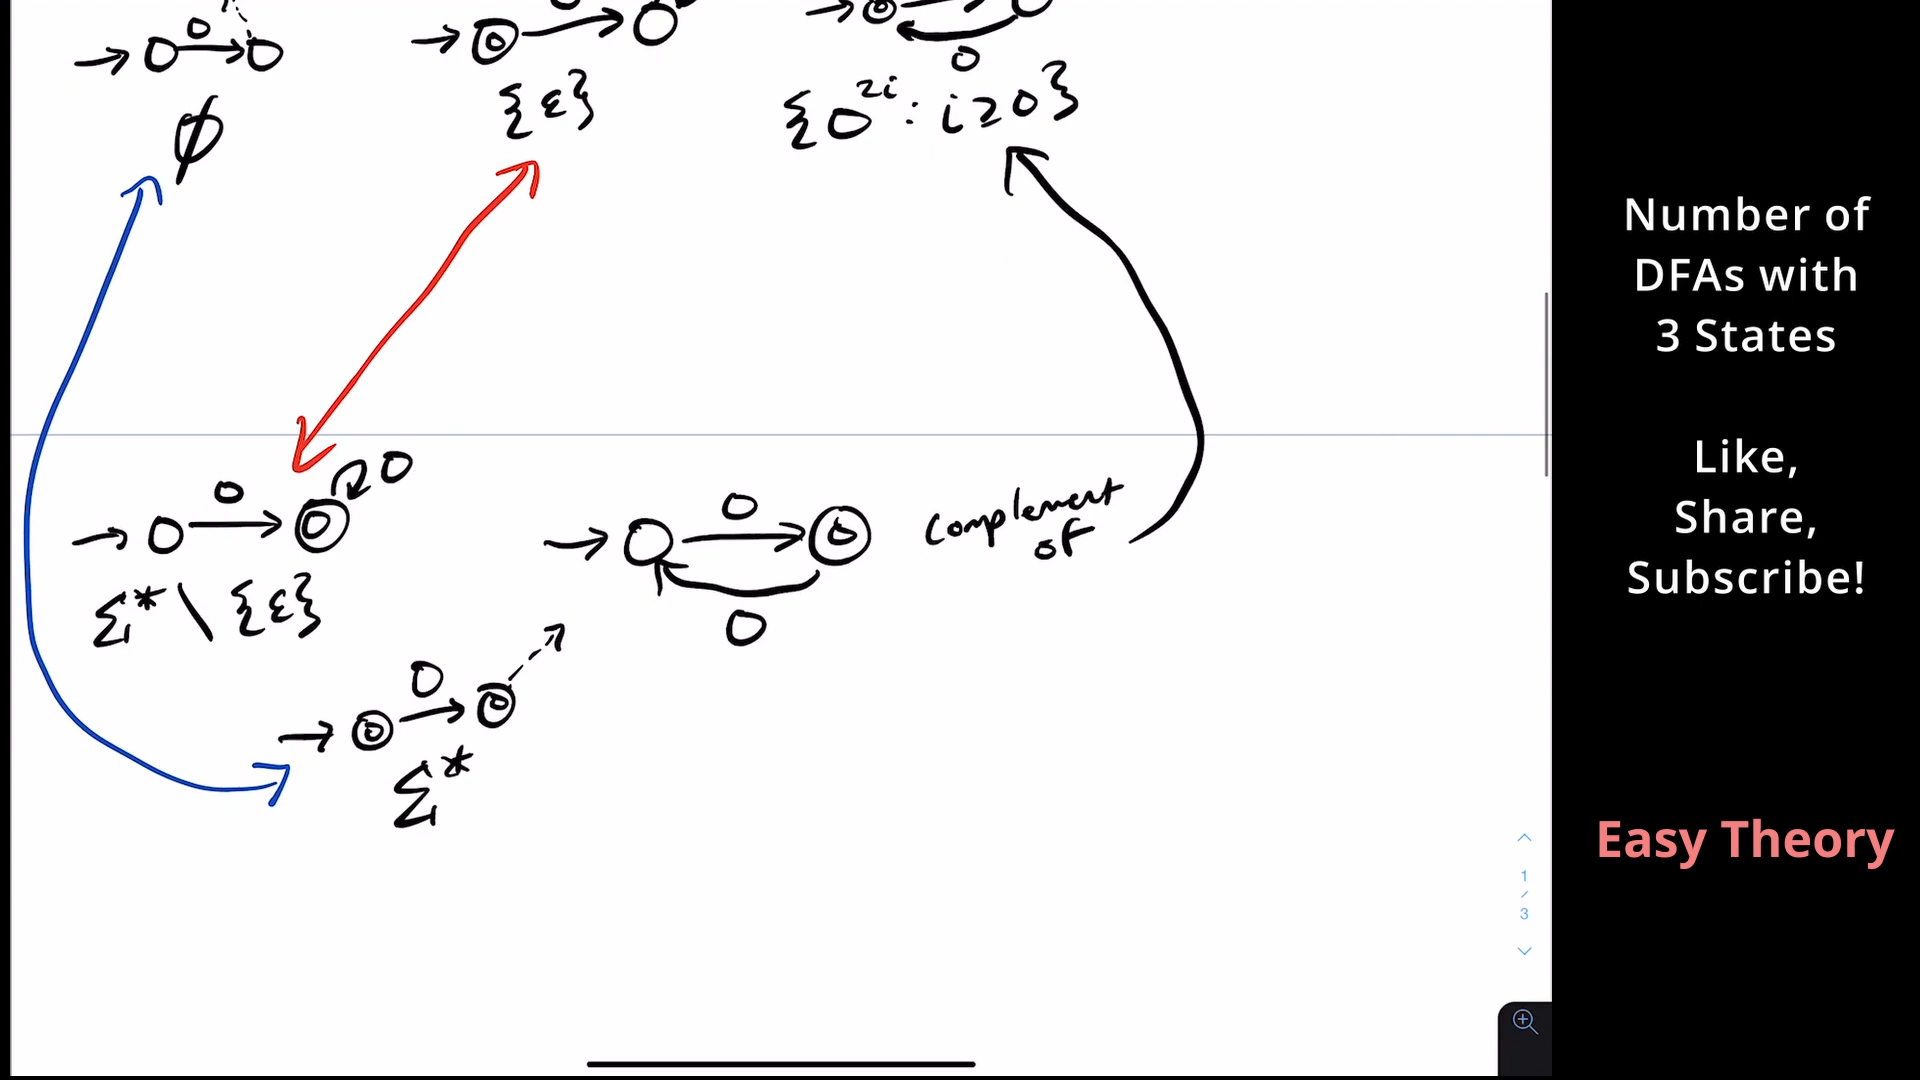 0
∅
{ε}
0
{0^{2i} : i ≥ 0}
0
0
Σ* \ {ε}
0
0
Complement
of
0
Σ*
Number of
DFAs with
3 States
Like,
Share,
Subscribe!
Easy Theory
1
/
3